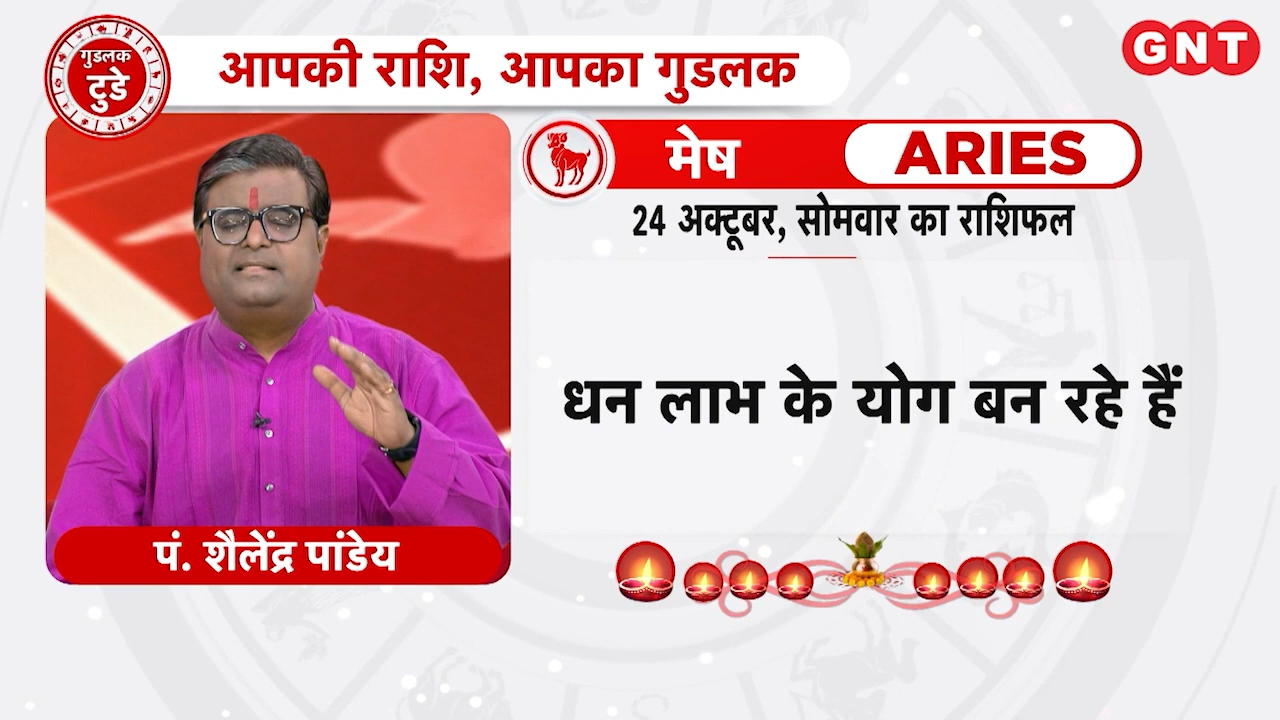 गुडलक
टुडे
आपकी राशि, आपका गुडलक
GNT
मेष
ARIES
24 अक्टूबर, सोमवार का राशिफल
धन लाभ के योग बन रहे हैं
पं. शैलेंद्र पांडेय